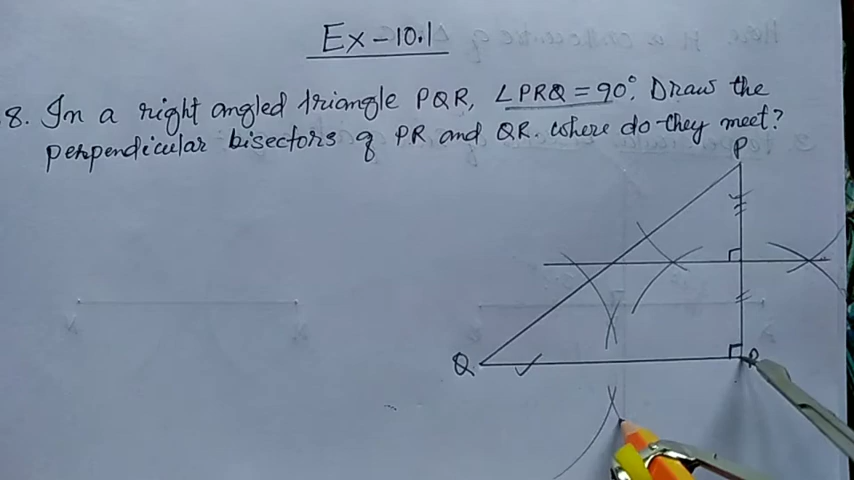 Ex-10.1
8. In a right angled triangle PQR, ∠PRQ = 90°. Draw the
perpendicular bisectors of PR and QR. Where do they meet?
P
Q
R